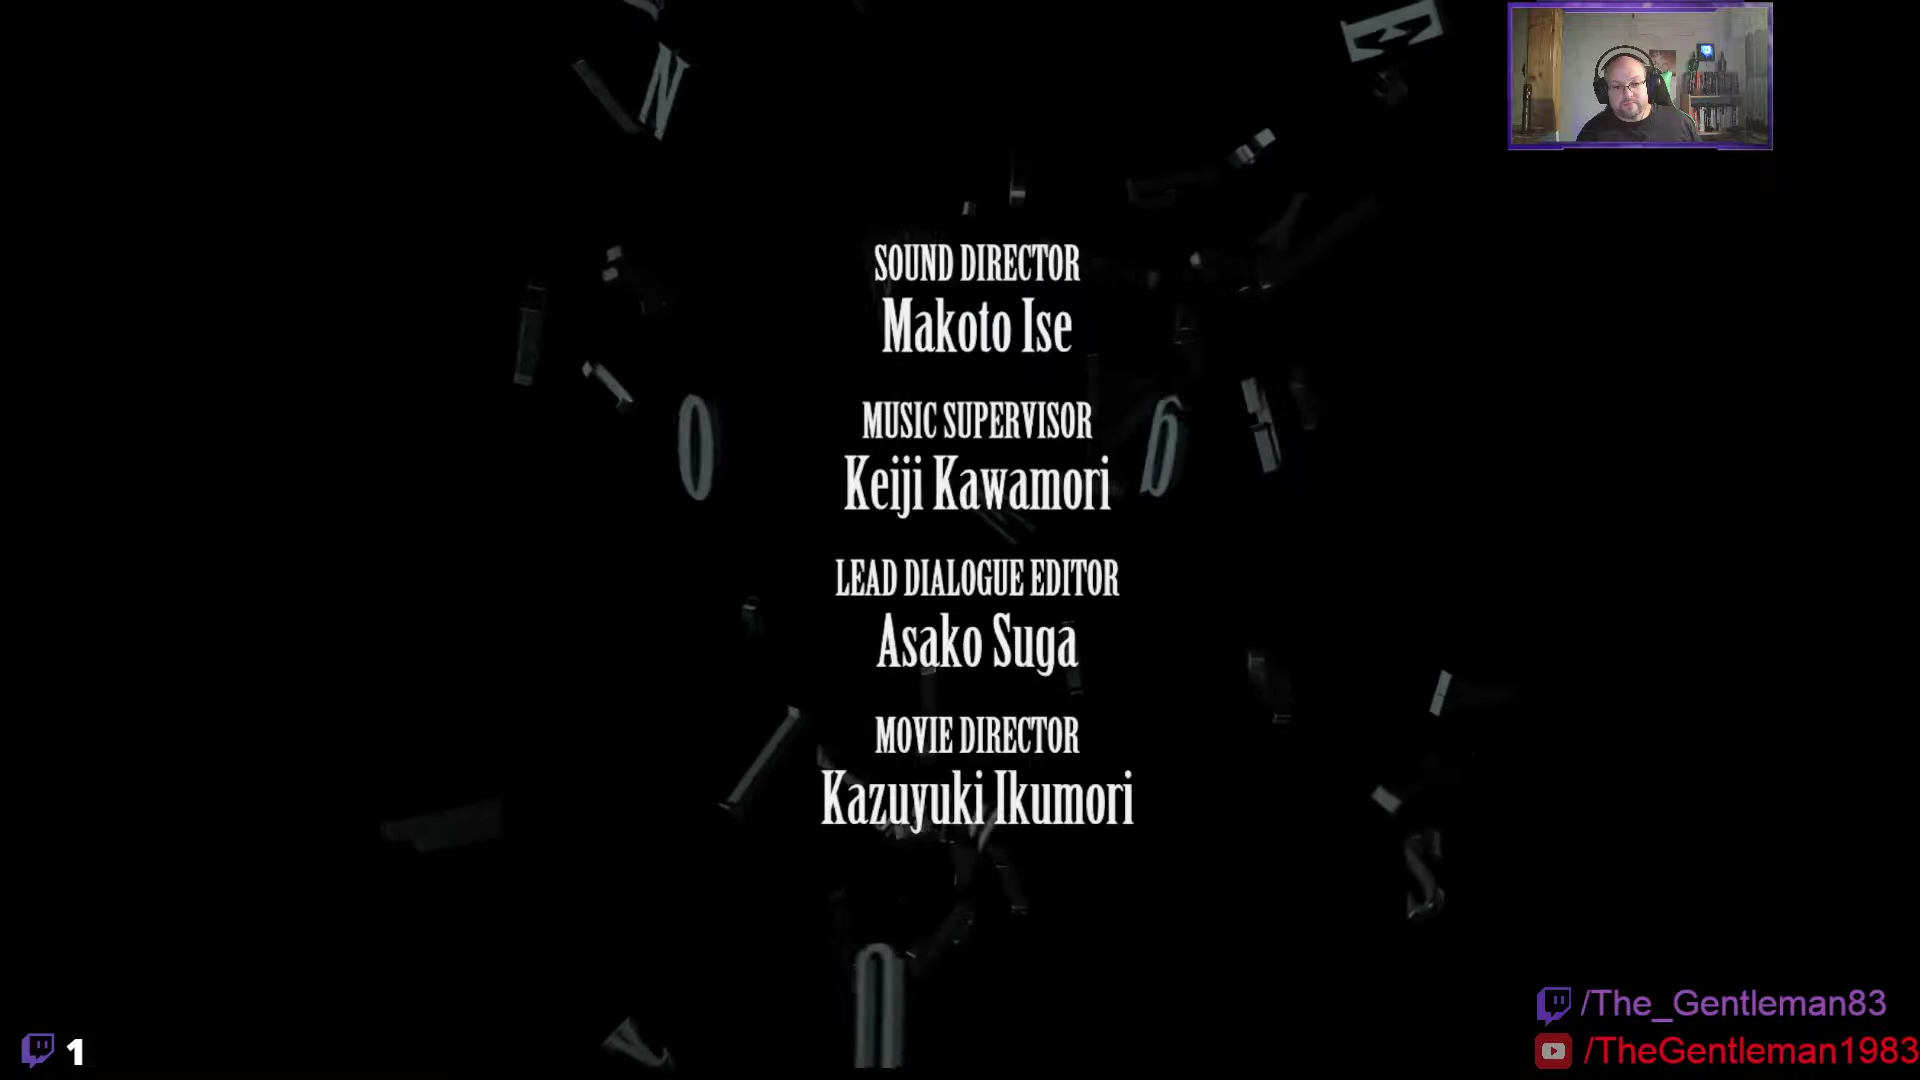 SOUND DIRECTOR
Makoto Ise
MUSIC SUPERVISOR
Keiji Kawamori
LEAD DIALOGUE EDITOR
Asako Suga
MOVIE DIRECTOR
Kazuyuki Ikumori
/The_Gentleman83
/TheGentleman1983
1